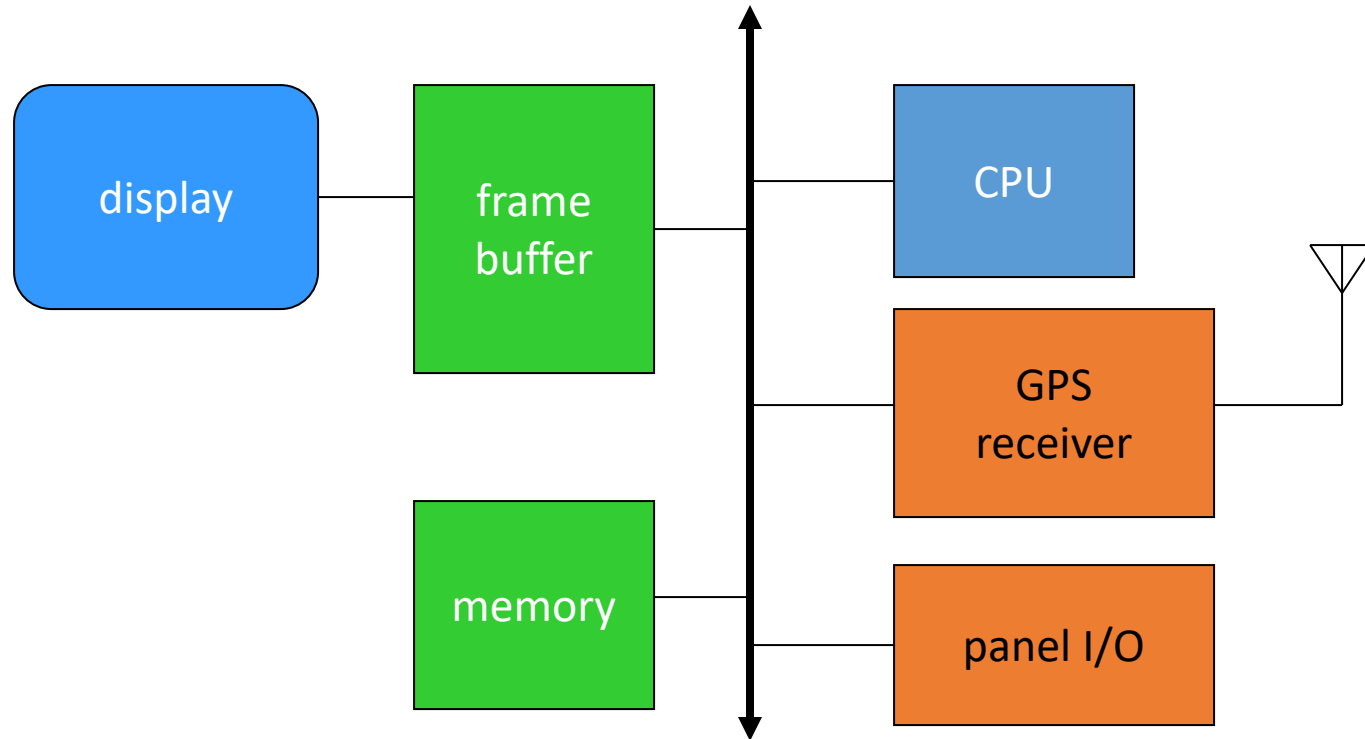 display
frame
buffer
CPU
GPS
receiver
memory
panel I/O